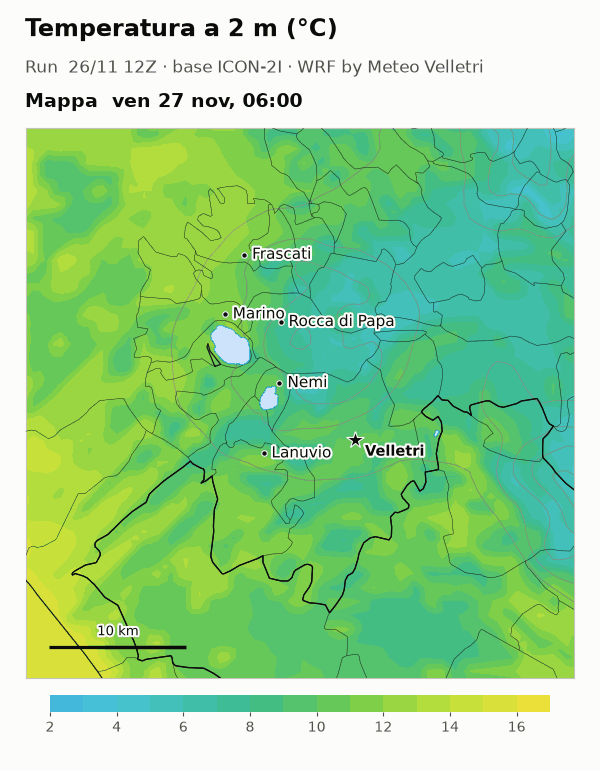 Temperatura a 2 m (°C)
Run  26/11 12Z · base ICON-2I · WRF by Meteo Velletri
Mappa  ven 27 nov, 06:00
Frascati
Marino
Rocca di Papa
Nemi
Velletri
Lanuvio
10 km
2 4 6 8 10 12 14 16